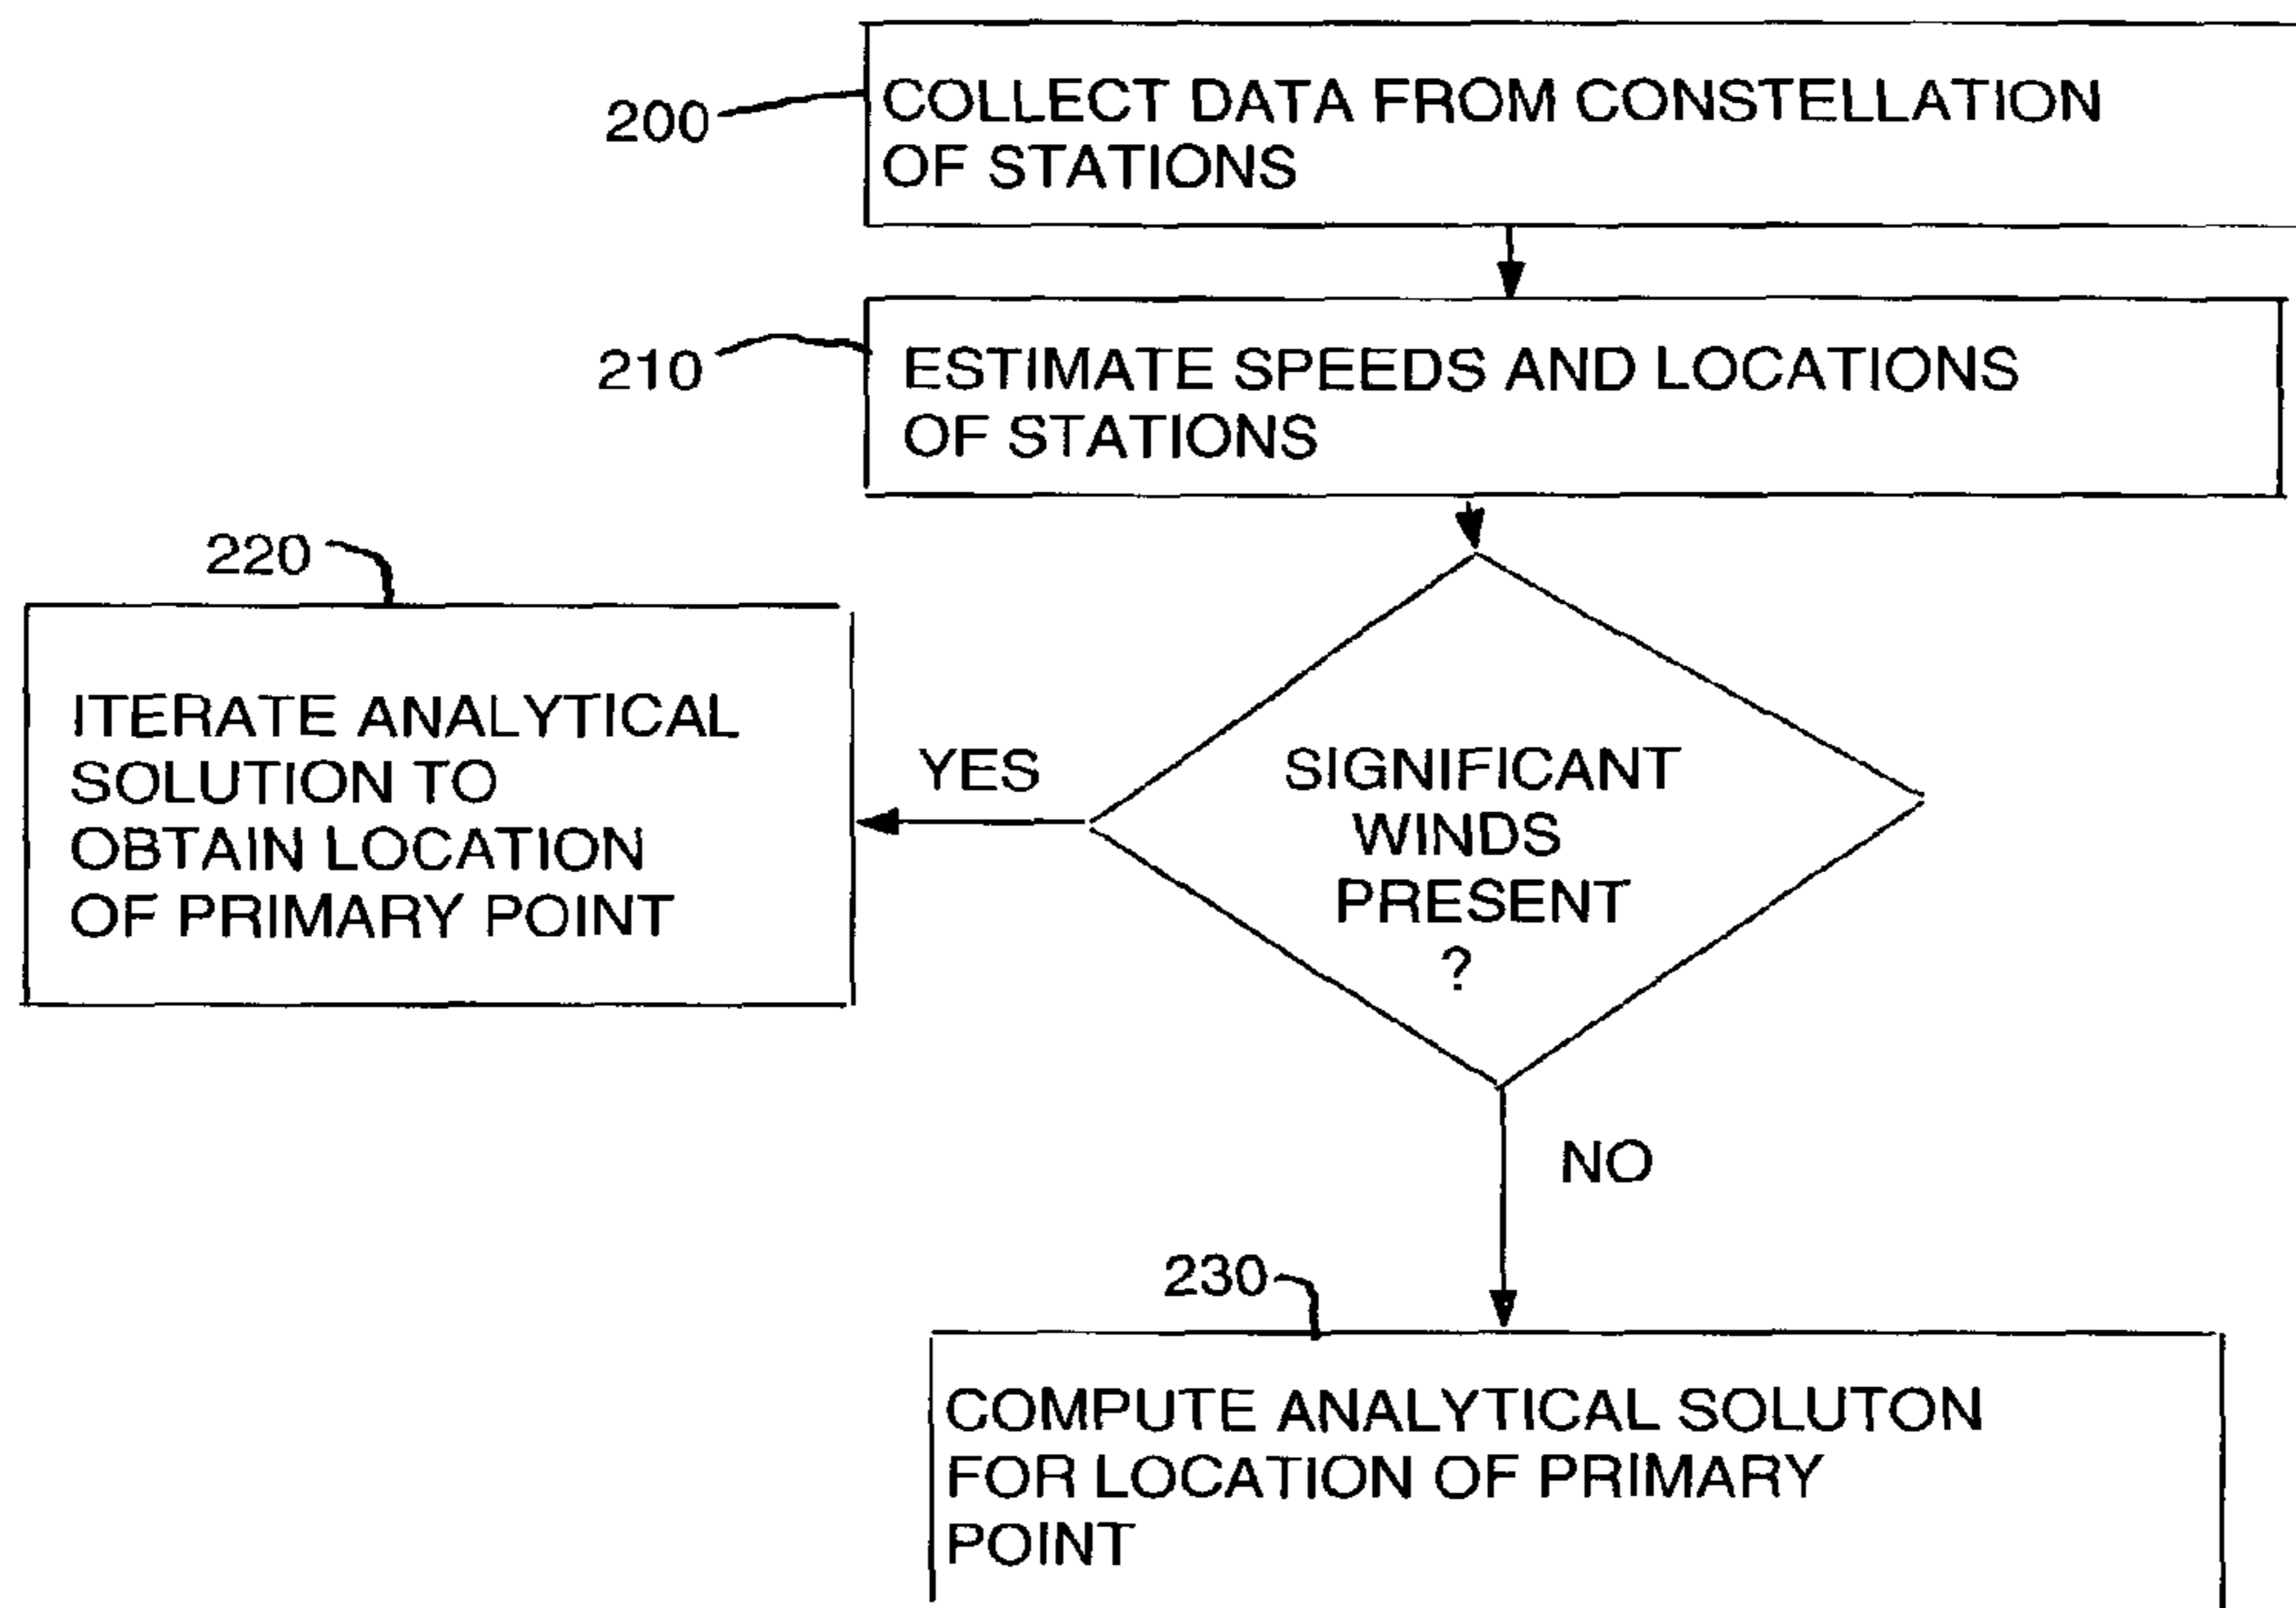 200
COLLECT DATA FROM CONSTELLATION
OF STATIONS
210
ESTIMATE SPEEDS AND LOCATIONS
OF STATIONS
220
ITERATE ANALYTICAL
SOLUTION TO
OBTAIN LOCATION
OF PRIMARY POINT
YES
SIGNIFICANT
WINDS
PRESENT
?
NO
230
COMPUTE ANALYTICAL SOLUTON
FOR LOCATION OF PRIMARY
POINT